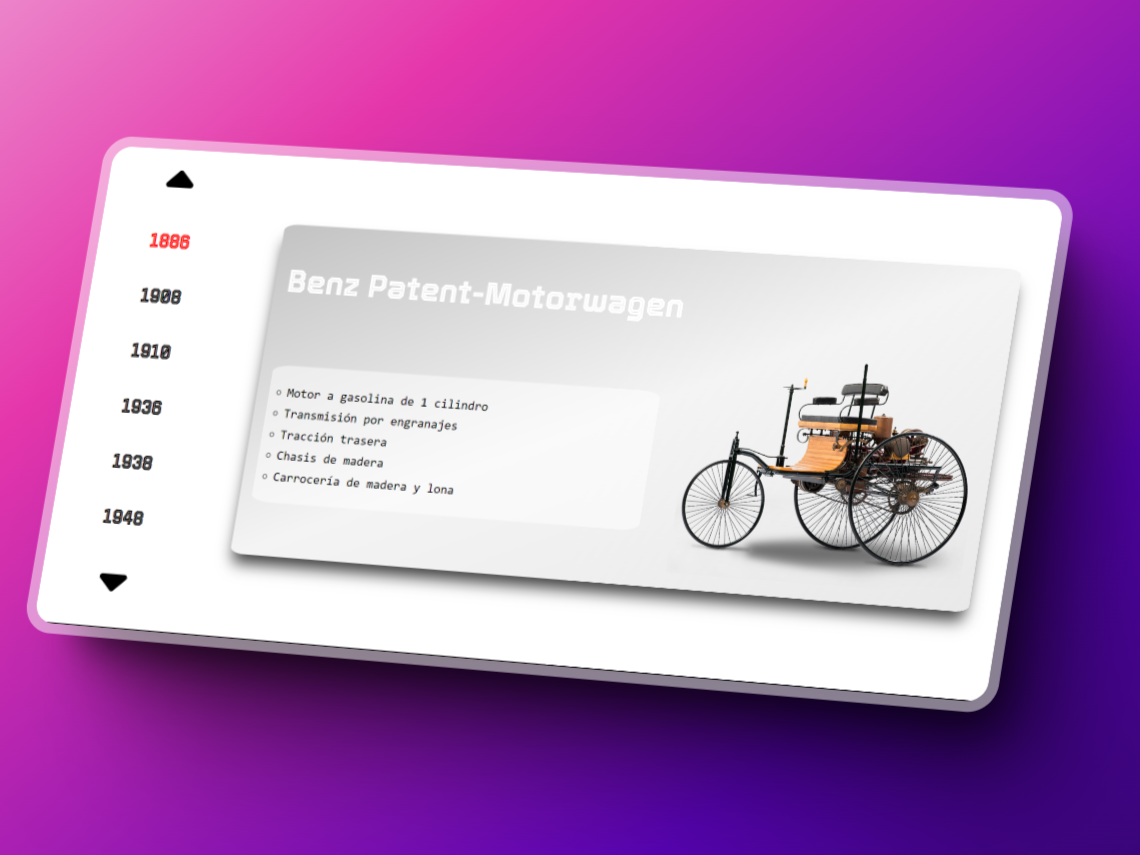 1886
1908
1910
1936
1938
1948
Benz Patent-Motorwagen
Motor a gasolina de 1 cilindro
Transmisión por engranajes
Tracción trasera
Chasis de madera
Carrocería de madera y lona